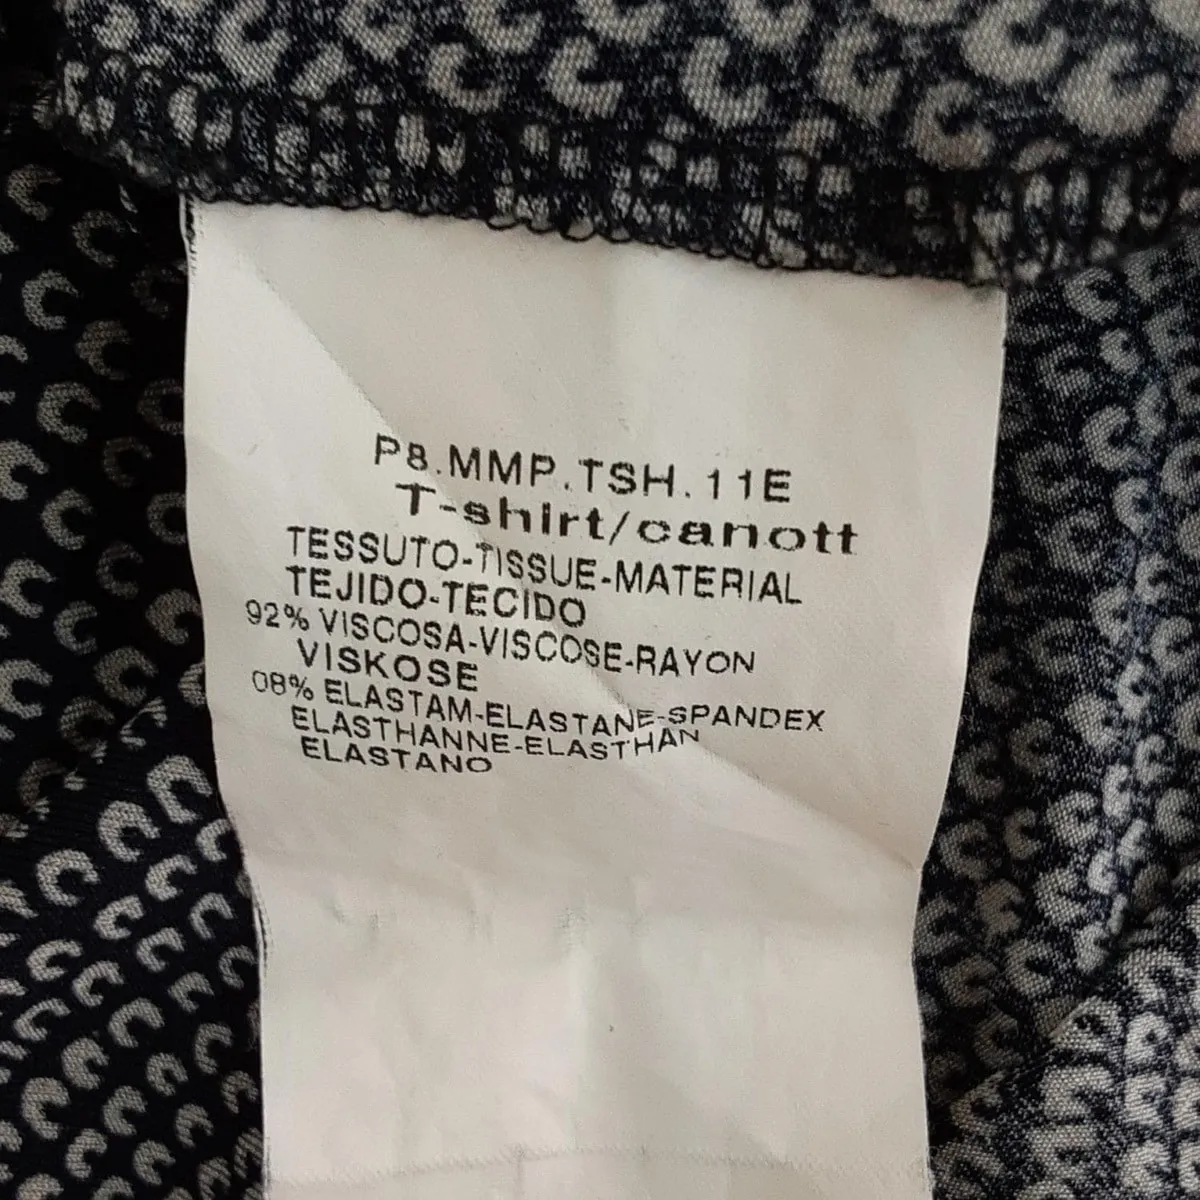 P8.MMP.TSH.11E
T-shirt/canott
TESSUTO-TISSUE-MATERIAL
TEJIDO-TECIDO
92% VISCOSA-VISCOSE-RAYON
VISKOSE
08% ELASTAM-ELASTANE-SPANDEX
ELASTHANNE-ELASTHAN
ELASTANO